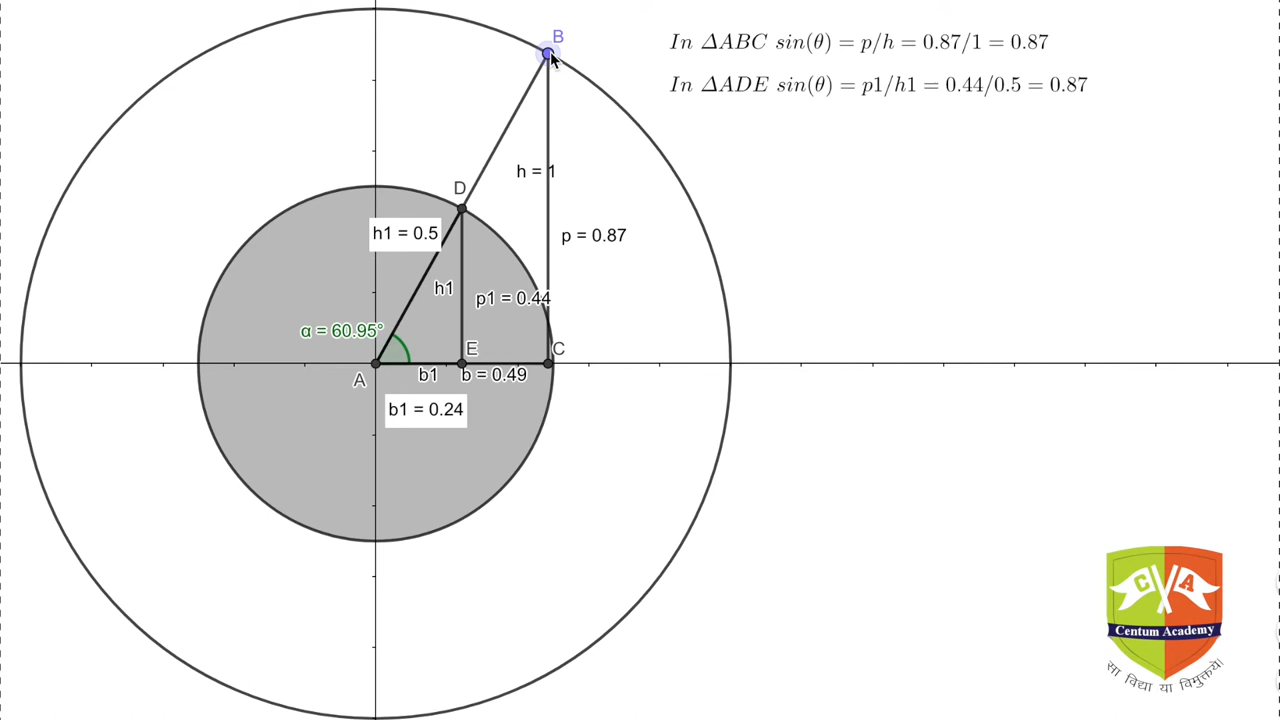 In ΔABC sin(θ) = p/h = 0.87/1 = 0.87
In ΔADE sin(θ) = p1/h1 = 0.44/0.5 = 0.87
B
h = 1
D
h1 = 0.5
p = 0.87
h1
p1 = 0.44
α = 60.95°
E
C
A
b1
b = 0.49
b1 = 0.24
C A
Centum Academy
सा विद्या या विमुक्तये।